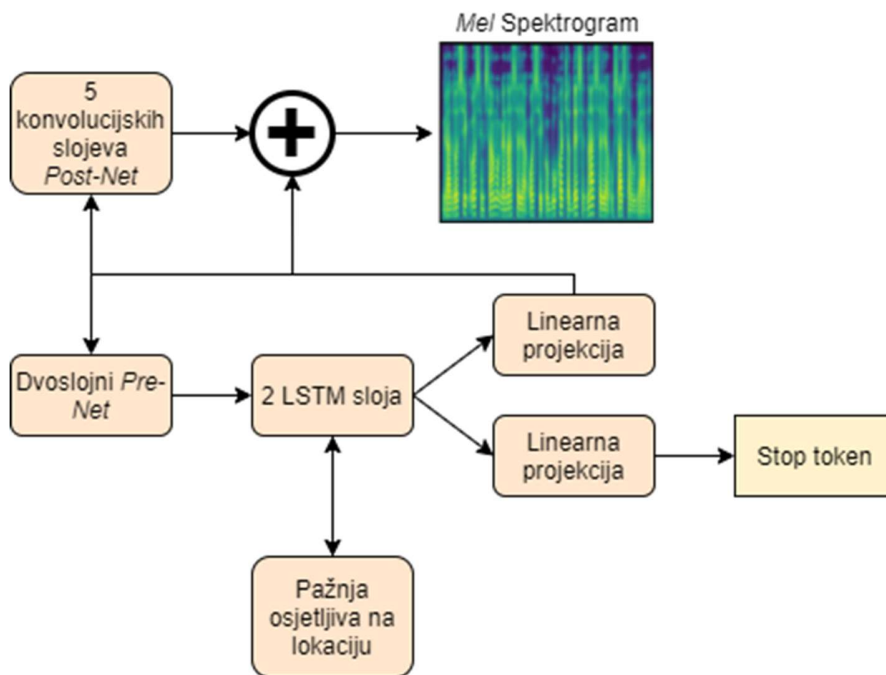 Mel Spektrogram
5
konvolucijskih
slojeva
Post-Net
Dvoslojni Pre-
Net
2 LSTM sloja
Linearna
projekcija
Linearna
projekcija
Stop token
Pažnja
osjetljiva na
lokaciju